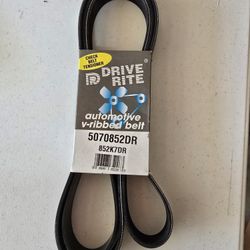 CHECK
BELT
TENSIONER
DRIVE
RITE
automotive
v-ribbed belt
5070852DR
852K7DR